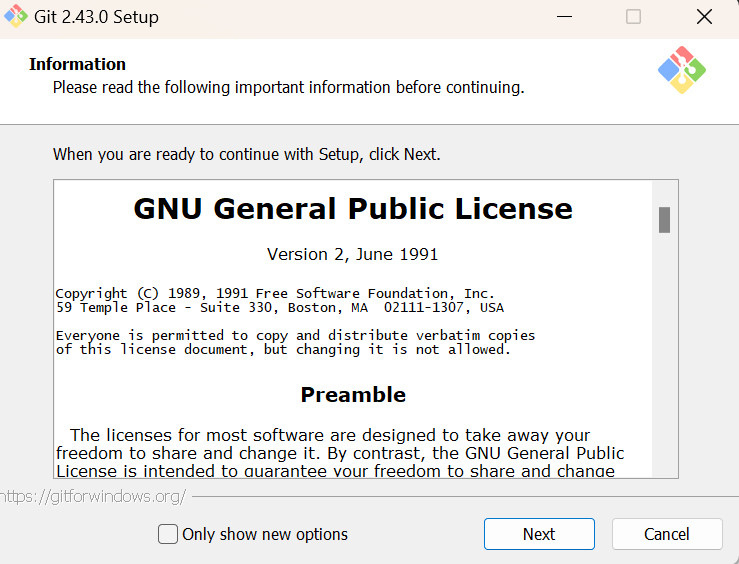 Git 2.43.0 Setup
Information
Please read the following important information before continuing.
When you are ready to continue with Setup, click Next.
GNU General Public License
Version 2, June 1991
Copyright (C) 1989, 1991 Free Software Foundation, Inc.
59 Temple Place - Suite 330, Boston, MA  02111-1307, USA
Everyone is permitted to copy and distribute verbatim copies
of this license document, but changing it is not allowed.
Preamble
The licenses for most software are designed to take away your
freedom to share and change it. By contrast, the GNU General Public
License is intended to guarantee your freedom to share and change
https://gitforwindows.org/
Only show new options
Next
Cancel